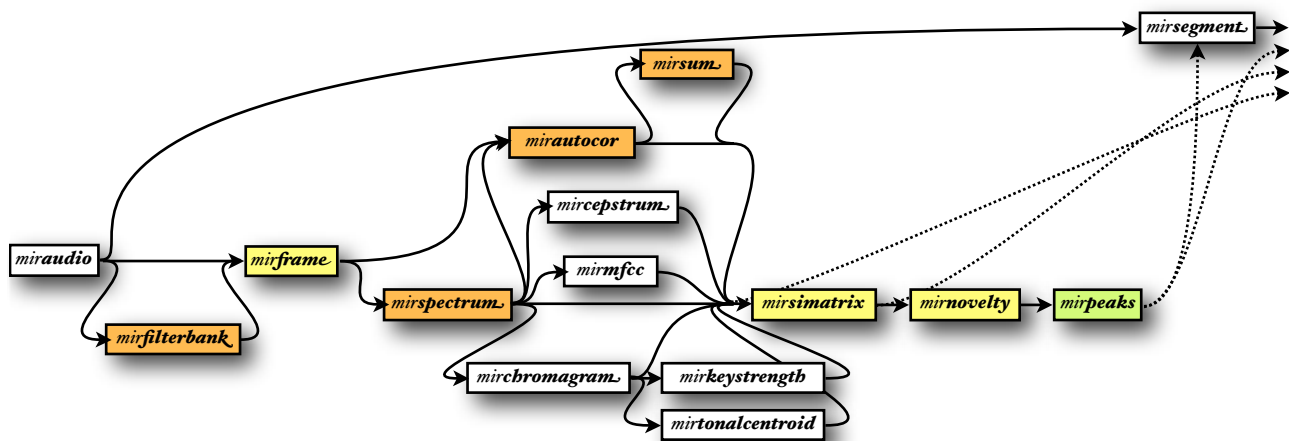 mirsegment
mirsum
mirautocor
mircepstrum
miraudio
mirframe
mirmfcc
mirspectrum
mirsimatrix
mirnovelty
mirpeaks
mirfilterbank
mirchromagram
mirkeystrength
mirtonalcentroid